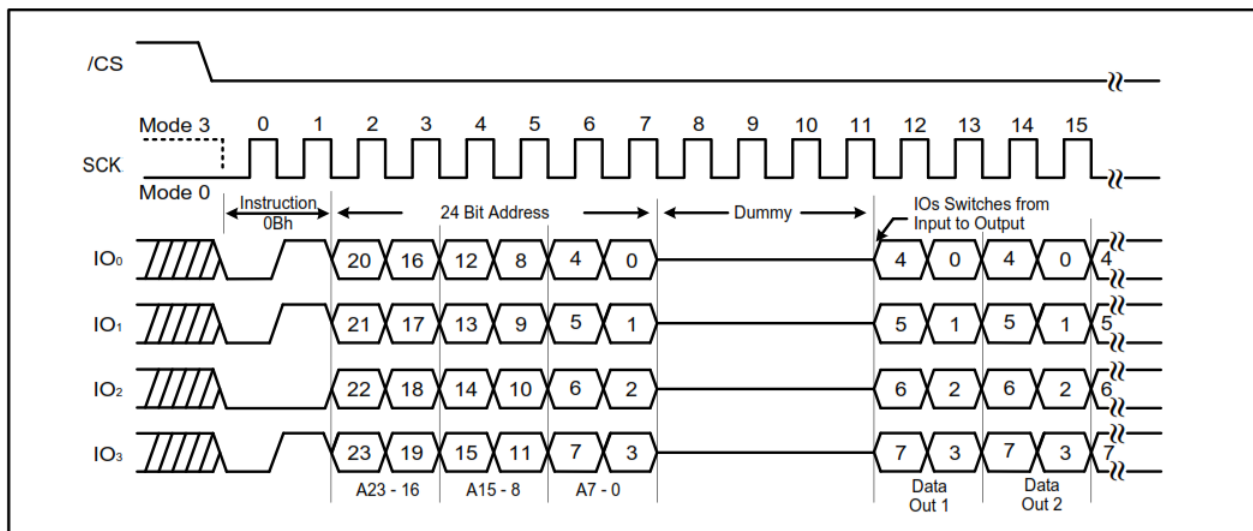 /CS
Mode 3 0 1 2 3 4 5 6 7 8 9 10 11 12 13 14 15
SCK
Mode 0
Instruction
0Bh
24 Bit Address
Dummy
IOs Switches from
Input to Output
IO0 20 16 12 8 4 0 4 0 4 0 4
IO1 21 17 13 9 5 1 5 1 5 1 5
IO2 22 18 14 10 6 2 6 2 6 2 6
IO3 23 19 15 11 7 3 7 3 7 3 7
A23 - 16 A15 - 8 A7 - 0
Data
Out 1
Data
Out 2